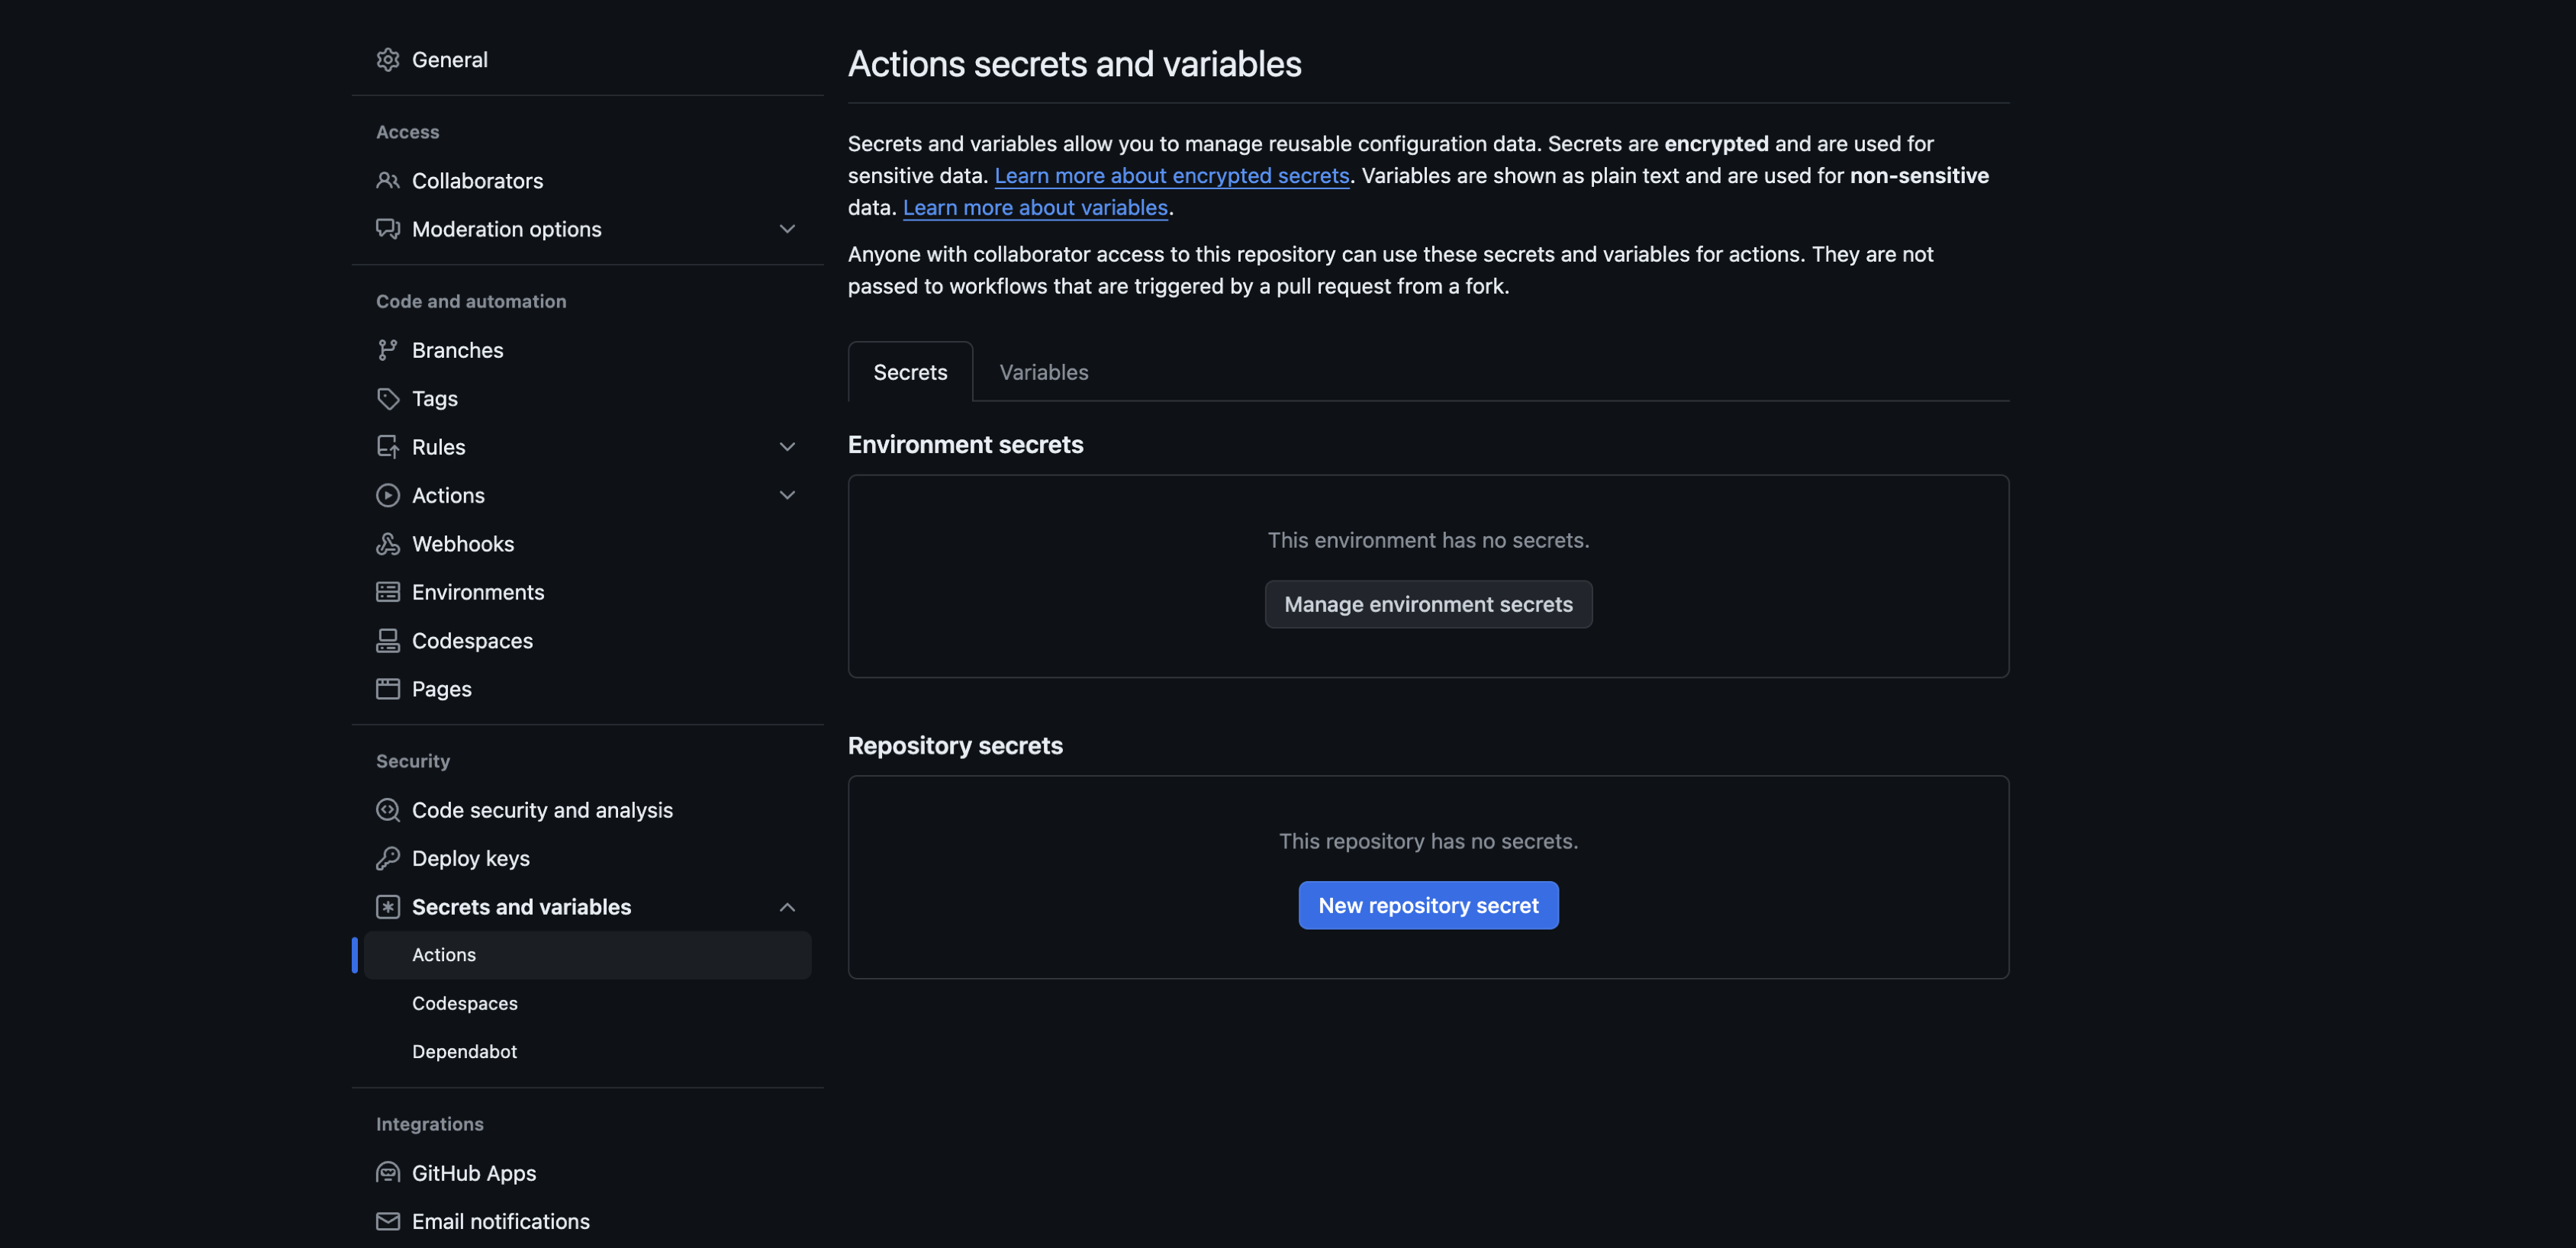 General
Access
Collaborators
Moderation options
Code and automation
Branches
Tags
Rules
Actions
Webhooks
Environments
Codespaces
Pages
Security
Code security and analysis
Deploy keys
Secrets and variables
Actions
Codespaces
Dependabot
Integrations
GitHub Apps
Email notifications
Actions secrets and variables
Secrets and variables allow you to manage reusable configuration data. Secrets are encrypted and are used for
sensitive data. Learn more about encrypted secrets. Variables are shown as plain text and are used for non-sensitive
data. Learn more about variables.
Anyone with collaborator access to this repository can use these secrets and variables for actions. They are not
passed to workflows that are triggered by a pull request from a fork.
Secrets
Variables
Environment secrets
This environment has no secrets.
Manage environment secrets
Repository secrets
This repository has no secrets.
New repository secret